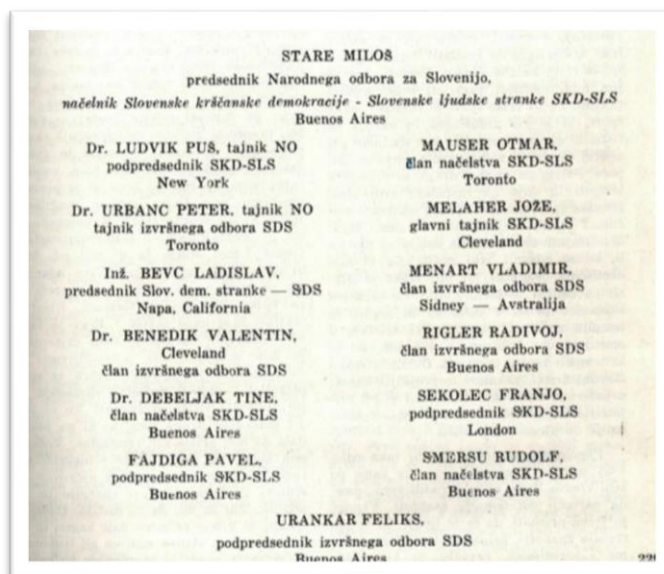 STARE MILOŠ
predsednik Narodnega odbora za Slovenijo,
načelnik Slovenske krščanske demokracije - Slovenske ljudske stranke SKD-SLS
Buenos Aires
Dr. LUDVIK PUŠ, tajnik NO
podpredsednik SKD-SLS
New York
Dr. URBANC PETER, tajnik NO
tajnik izvršnega odbora SDS
Toronto
Inž. BEVC LADISLAV,
predsednik Slov. dem. stranke — SDS
Napa, California
Dr. BENEDIK VALENTIN,
Cleveland
član izvršnega odbora SDS
Dr. DEBELJAK TINE,
član načelstva SKD-SLS
Buenos Aires
FAJDIGA PAVEL,
podpredsednik SKD-SLS
Buenos Aires
MAUSER OTMAR,
član načelstva SKD-SLS
Toronto
MELAHER JOŽE,
glavni tajnik SKD-SLS
Cleveland
MENART VLADIMIR,
član izvršnega odbora SDS
Sidney — Avstralija
RIGLER RADIVOJ,
član izvršnega odbora SDS
Buenos Aires
SEKOLEC FRANJO,
podpredsednik SKD-SLS
London
SMERSU RUDOLF,
član načelstva SKD-SLS
Buenos Aires
URANKAR FELIKS,
podpredsednik izvršnega odbora SDS
Buenos Aires